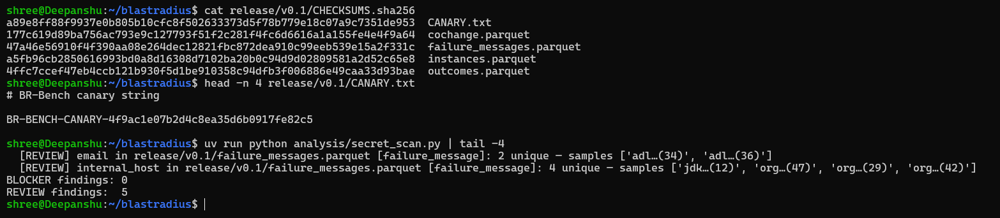 shree@Deepanshu:~/blastradius$ cat release/v0.1/CHECKSUMS.sha256
a89e8ff88f9937e0b805b10cfc8f502633373d5f78b779e18c07a9c7351de953  CANARY.txt
177c619d89ba756ac793e9c127793f51f2c281f4fc6d6616a1a155fe4e4f9a64  cochange.parquet
47a46e56910f4f390aa08e264dec12821fbc872dea910c99eeb539e15a2f331c  failure_messages.parquet
a5fb96cb2850616993bd0a8d16308d7102ba20b0c94d9d02809581a2d52c65e8  instances.parquet
4ffc7ccef47eb4ccb121b930f5d1be910358c94dfb3f006886e49caa33d93bae  outcomes.parquet
shree@Deepanshu:~/blastradius$ head -n 4 release/v0.1/CANARY.txt
# BR-Bench canary string
BR-BENCH-CANARY-4f9ac1e07b2d4c8ea35d6b0917fe82c5
shree@Deepanshu:~/blastradius$ uv run python analysis/secret_scan.py | tail -4
  [REVIEW] email in release/v0.1/failure_messages.parquet [failure_message]: 2 unique — samples ['adl…(34)', 'adl…(36)']
  [REVIEW] internal_host in release/v0.1/failure_messages.parquet [failure_message]: 4 unique — samples ['jdk…(12)', 'org…(47)', 'org…(29)', 'org…(42)']
BLOCKER findings: 0
REVIEW findings:  5
shree@Deepanshu:~/blastradius$